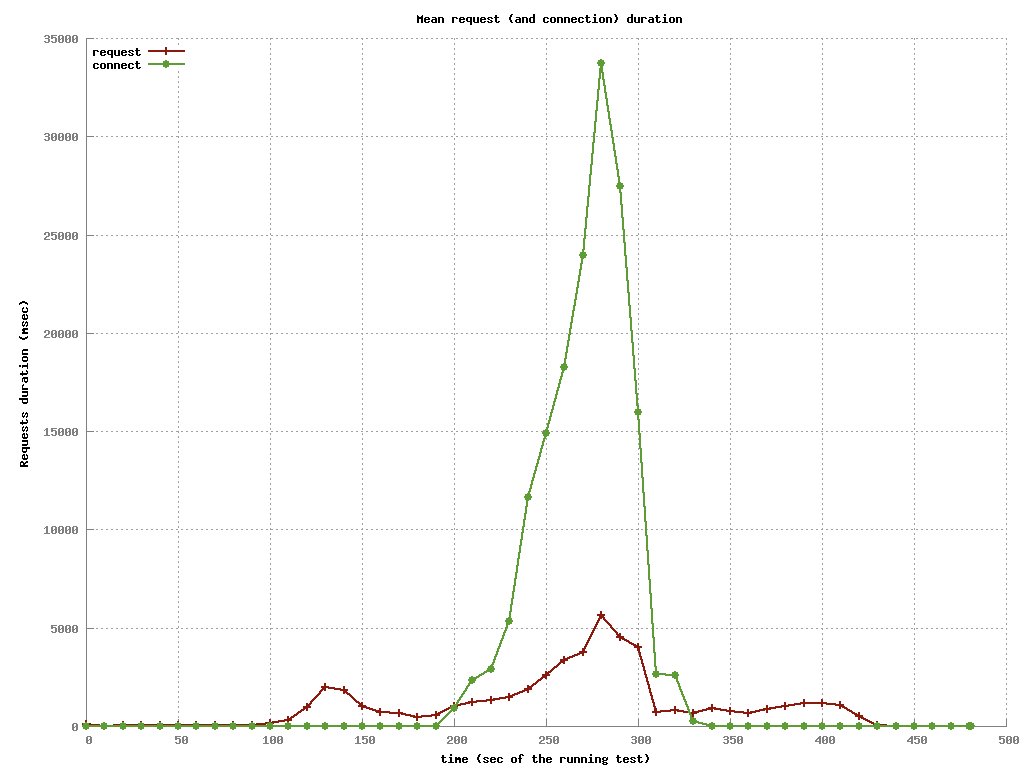 Mean request (and connection) duration
35000
request
connect
30000
25000
20000
15000
10000
5000
0
Requests duration (msec)
0 50 100 150 200 250 300 350 400 450 500
time (sec of the running test)